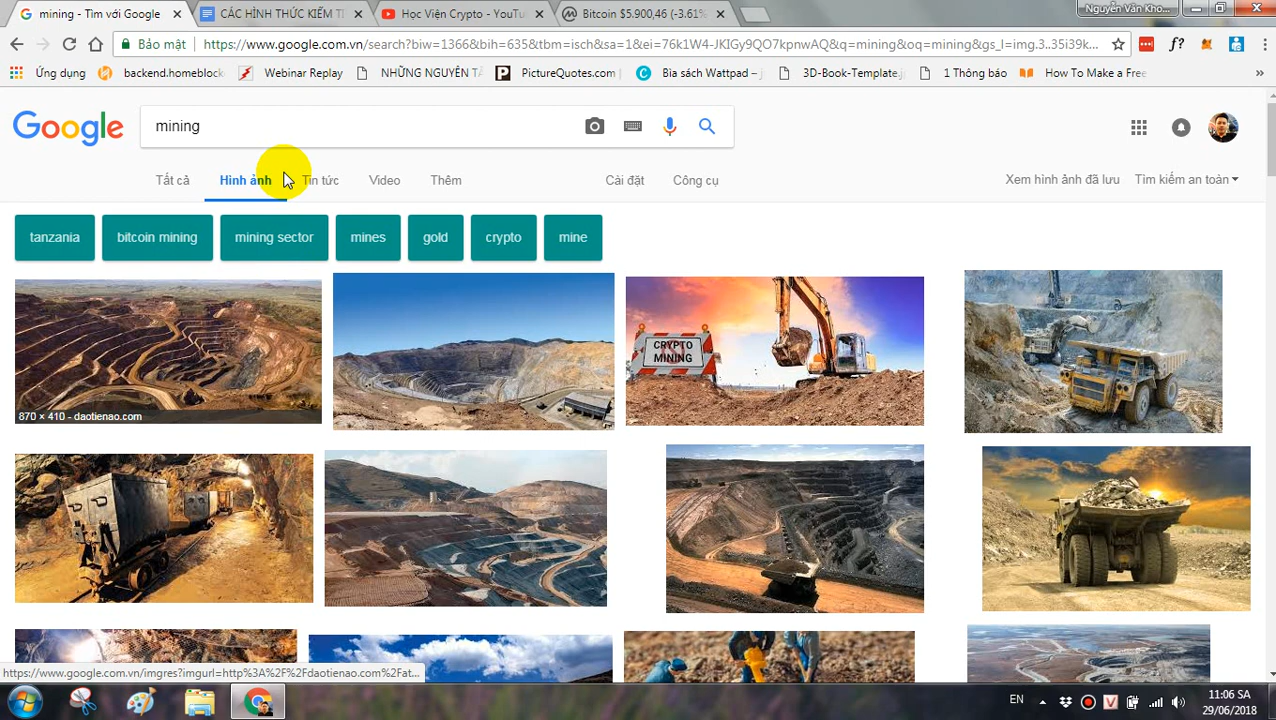 mining - Tìm với Google
CÁC HÌNH THỨC KIẾM TI
Học Viện Crypto - YouTu
Bitcoin $5.900,46 (-3.61%
Nguyễn Văn Kho...
Bảo mật
https://www.google.com.vn/search?biw=1366&bih=635&tbm=isch&sa=1&ei=76k1W4-JKIGy9QO7kpnwAQ&q=mining&oq=mining&gs_l=img.3..35i39k...
Ứng dụng
backend.homeblock
Webinar Replay
NHỮNG NGUYÊN TẮ
PictureQuotes.com
Bìa sách Wattpad –
3D-Book-Template.j
1 Thông báo
How To Make a Free
Google
mining
Tất cả
Hình ảnh
Tin tức
Video
Thêm
Cài đặt
Công cụ
Xem hình ảnh đã lưu
Tìm kiếm an toàn
tanzania
bitcoin mining
mining sector
mines
gold
crypto
mine
CRYPTO
MINING
870 × 410 - daotienao.com
https://www.google.com.vn/imgres?imgurl=http%3A%2F%2Fdaotienao.com%2Fat...
EN
11:06 SA
29/06/2018